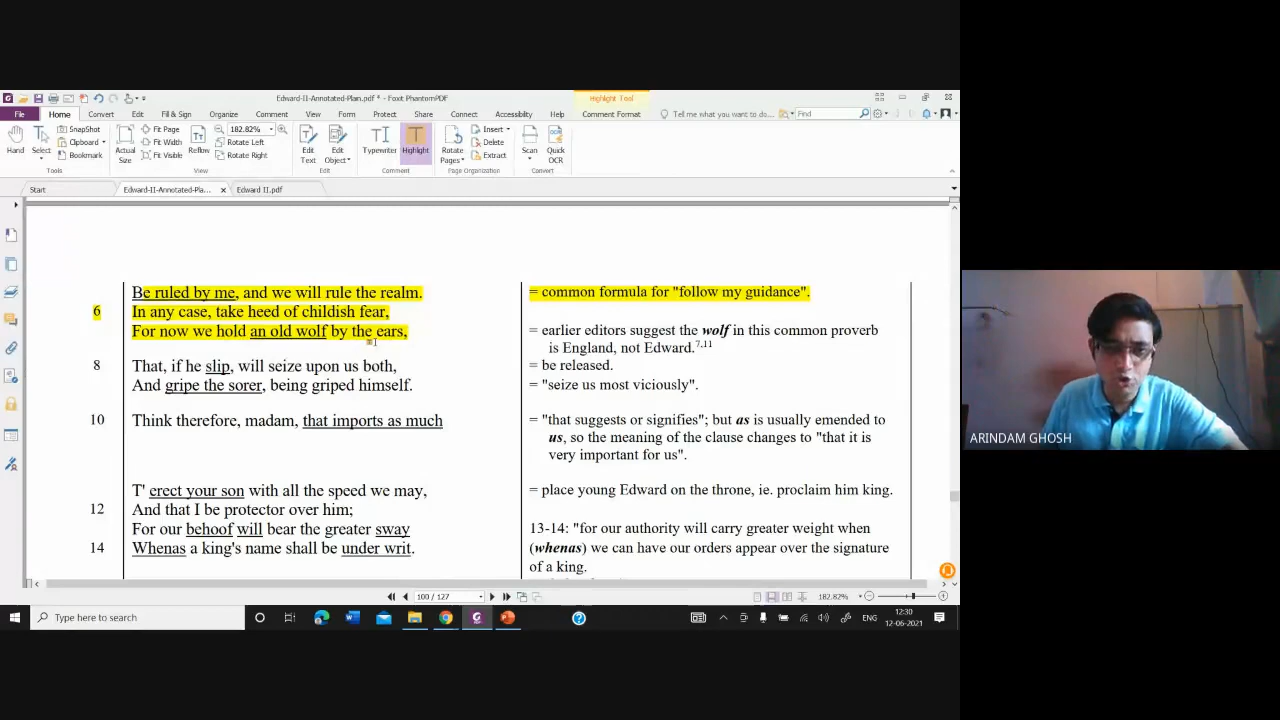 Edward-II-Annotated-Plan.pdf * - Foxit PhantomPDF
Highlight Tool
File Home Convert Edit Fill & Sign Organize Comment View Form Protect Share Connect Accessibility Help Comment Format Tell me what you want to do... Find
Hand
Select
SnapShot
Clipboard
Bookmark
Tools
Actual Size
Fit Page
Fit Width
Fit Visible
Reflow
182.82%
Rotate Left
Rotate Right
View
Edit Text
Edit Object
Edit
Typewriter
Highlight
Comment
Rotate Pages
Insert
Delete
Extract
Page Organization
Scan
Quick OCR
Convert
Start Edward-II-Annotated-Pla... × Edward II.pdf
Be ruled by me, and we will rule the realm. = common formula for "follow my guidance".
6 In any case, take heed of childish fear,
For now we hold an old wolf by the ears, = earlier editors suggest the wolf in this common proverb
is England, not Edward.7,11
8 That, if he slip, will seize upon us both, = be released.
And gripe the sorer, being griped himself. = "seize us most viciously".
10 Think therefore, madam, that imports as much = "that suggests or signifies"; but as is usually emended to
us, so the meaning of the clause changes to "that it is
very important for us".
T' erect your son with all the speed we may, = place young Edward on the throne, ie. proclaim him king.
12 And that I be protector over him;
For our behoof will bear the greater sway 13-14: "for our authority will carry greater weight when
14 Whenas a king's name shall be under writ. (whenas) we can have our orders appear over the signature
of a king.
100 / 127
182.82%
Type here to search
ENG
12:30
12-06-2021
ARINDAM GHOSH